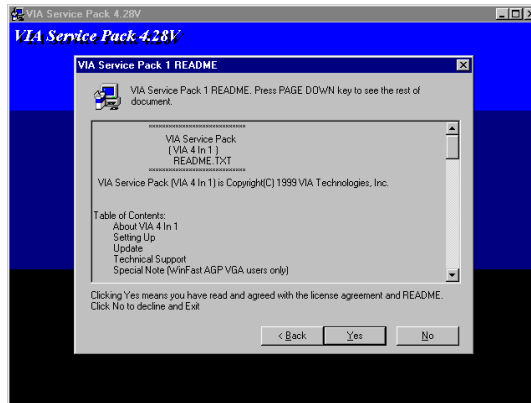 VIA Service Pack 4.28V
VIA Service Pack 4.28V
VIA Service Pack 1 README
VIA Service Pack 1 README. Press PAGE DOWN key to see the rest of
document.
VIA Service Pack
( VIA 4 In 1 )
README.TXT
VIA Service Pack (VIA 4 In 1) is Copyright(C) 1999 VIA Technologies, Inc.
Table of Contents:
About VIA 4 In 1
Setting Up
Update
Technical Support
Special Note (WinFast AGP VGA users only)
Clicking Yes means you have read and agreed with the license agreement and README.
Click No to decline and Exit
< Back
Yes
No